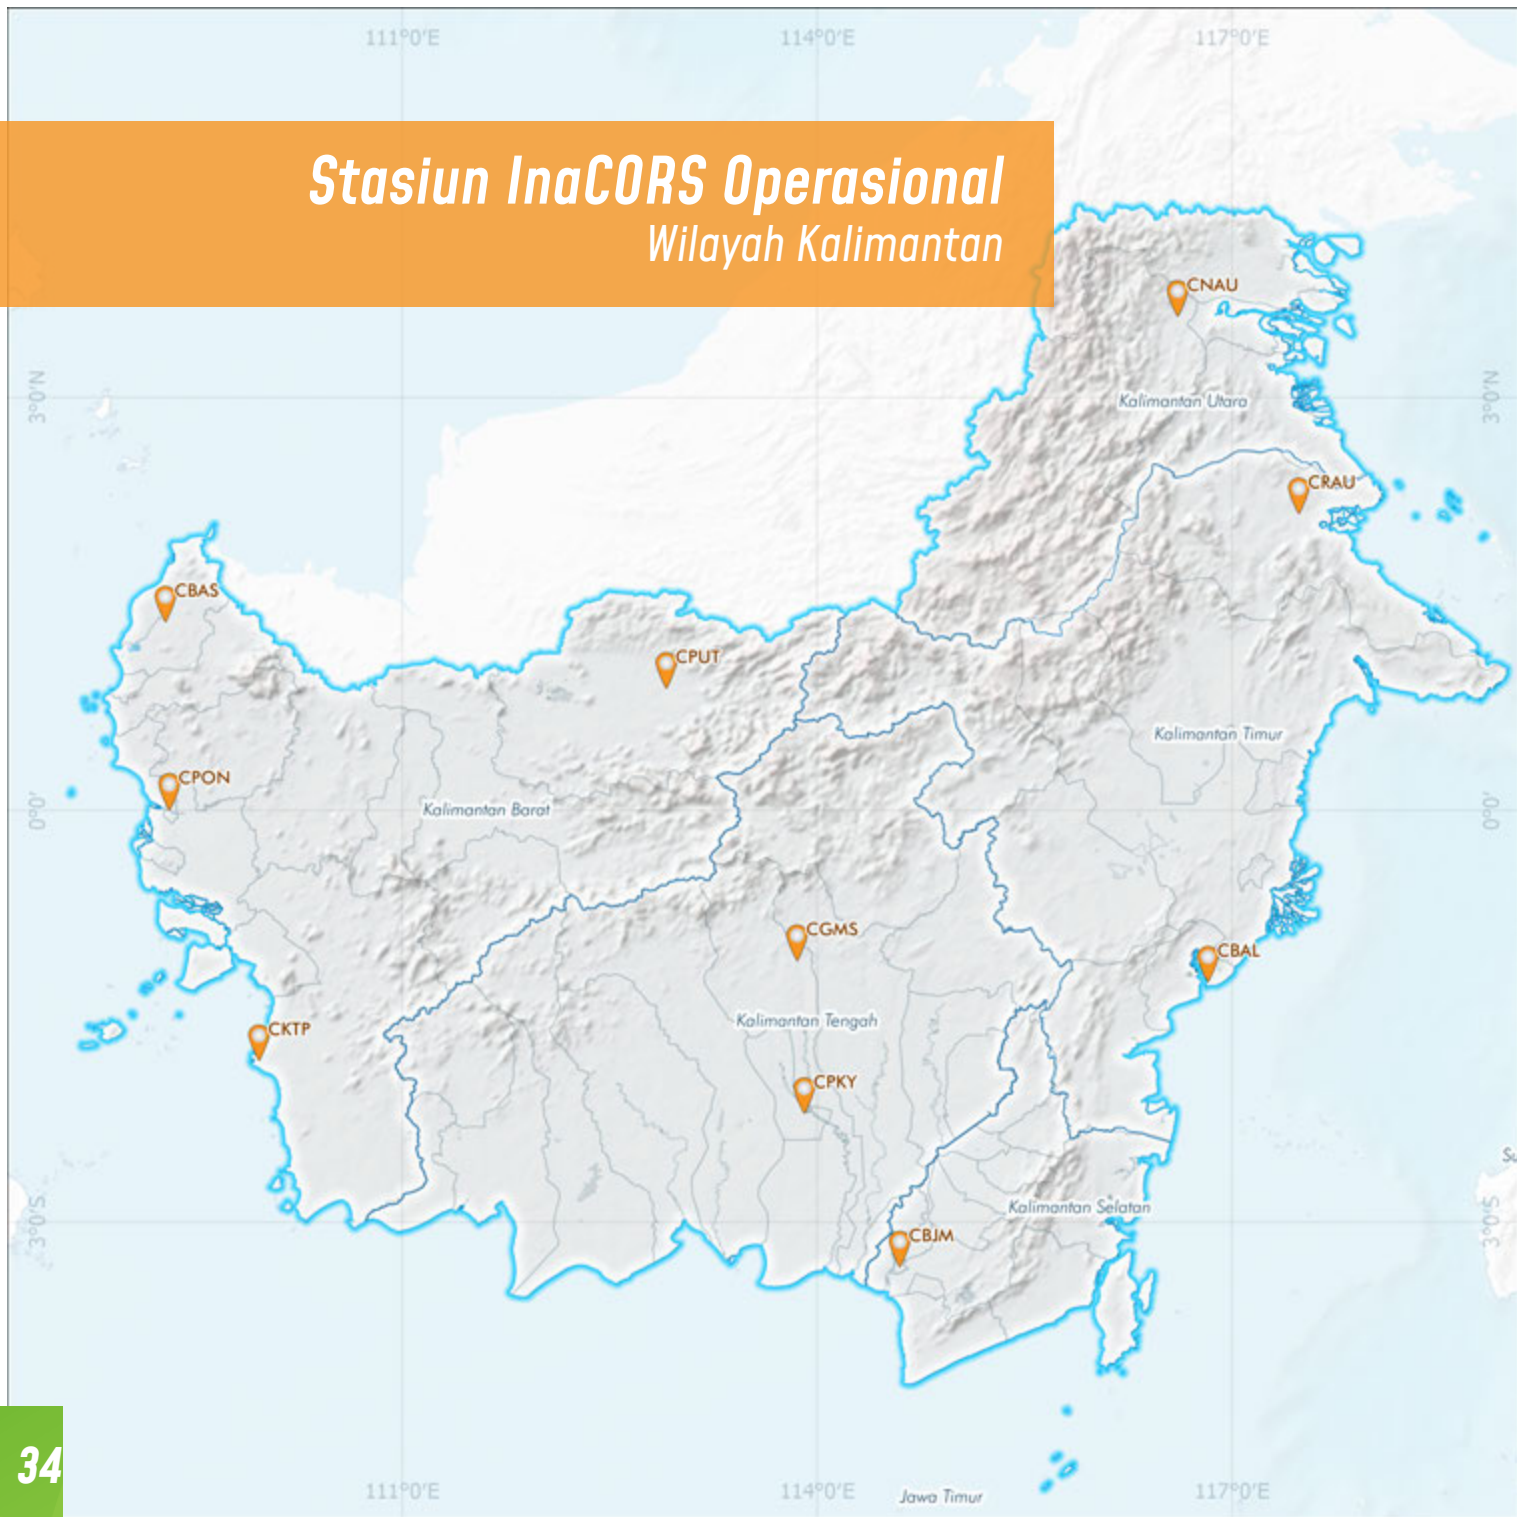 111°0'E
114°0'E
117°0'E
Stasiun InaCORS Operasional
Wilayah Kalimantan
CNAU
3°0'N
3°0'N
Kalimantan Utara
CRAU
CBAS
CPUT
Kalimantan Timur
CPON
Kalimantan Barat
0°0'
0°0'
CGMS
CBAL
Kalimantan Tengah
CKTP
CPKY
Su
Kalimantan Selatan
3°0'S
3°0'S
CBJM
34
111°0'E
114°0'E
117°0'E
Jawa Timur